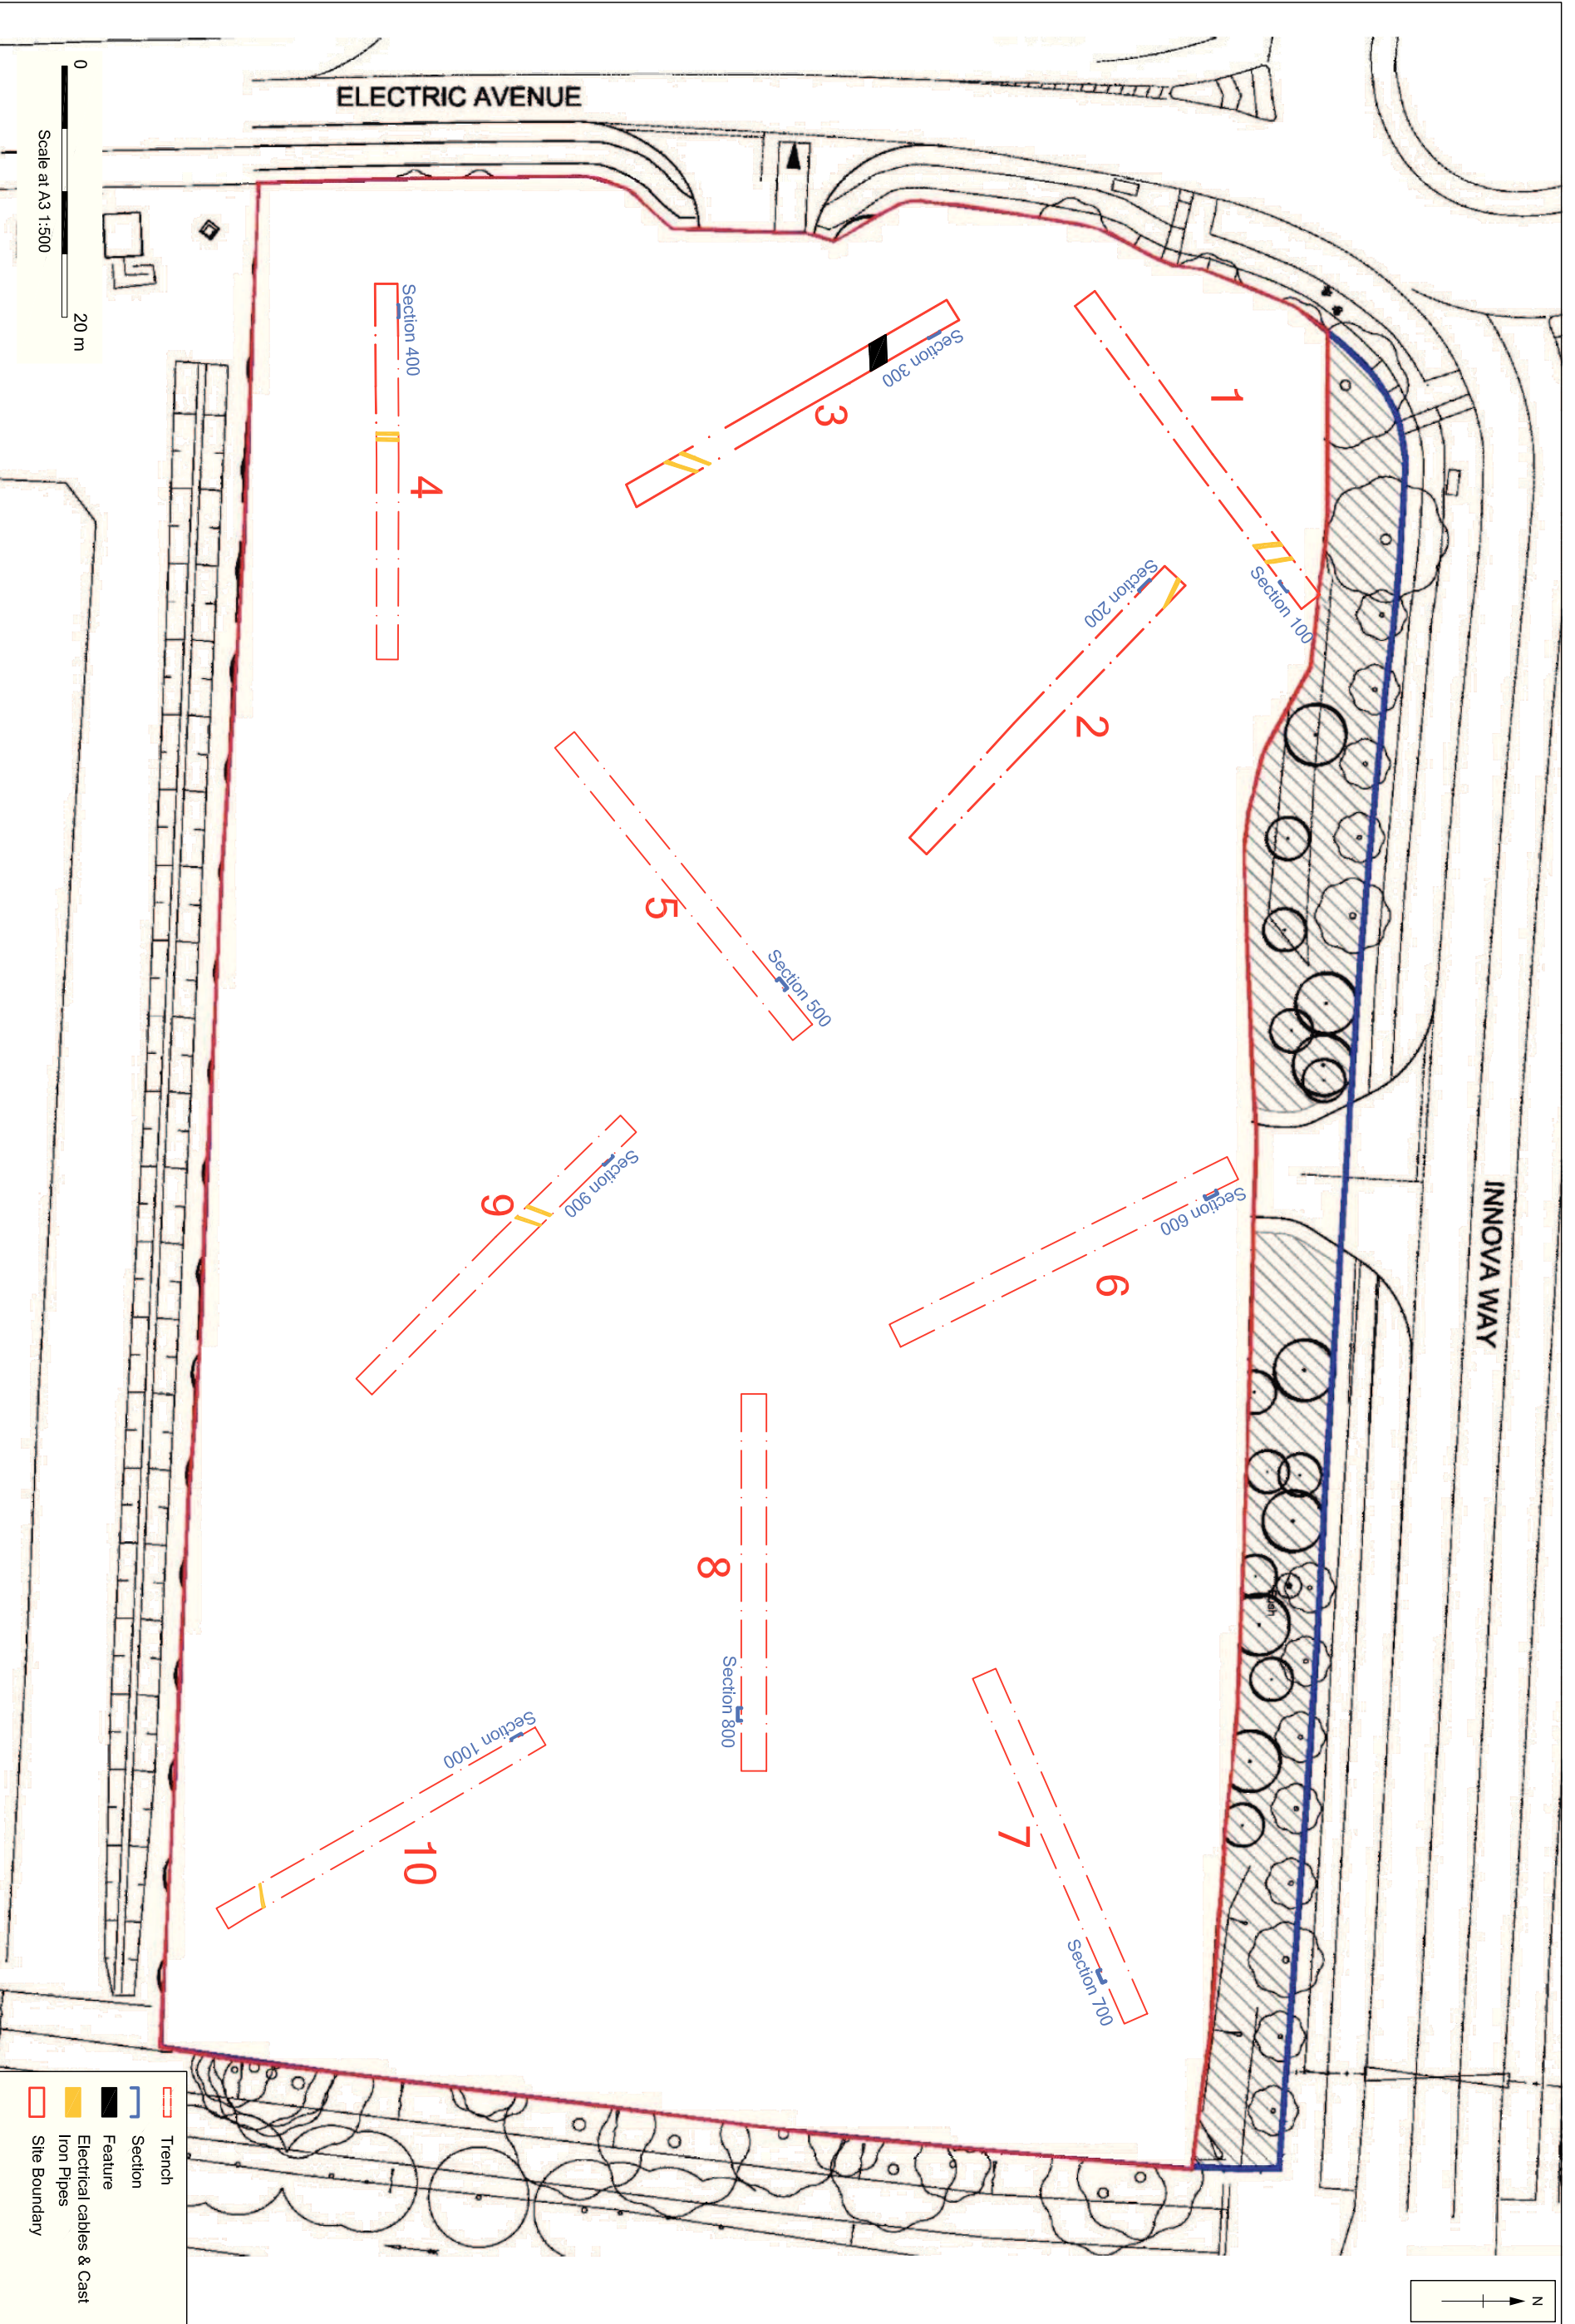 INNOVA WAY
N
ELECTRIC AVENUE
1
Section 100
2
Section 200
3
Section 300
4
Section 400
5
Section 500
6
Section 600
7
Section 700
8
Section 800
9
Section 900
10
Section 1000
0 20 m
Scale at A3 1:500
Trench
Section
Feature
Electrical cables & Cast
Iron Pipes
Site Boundary